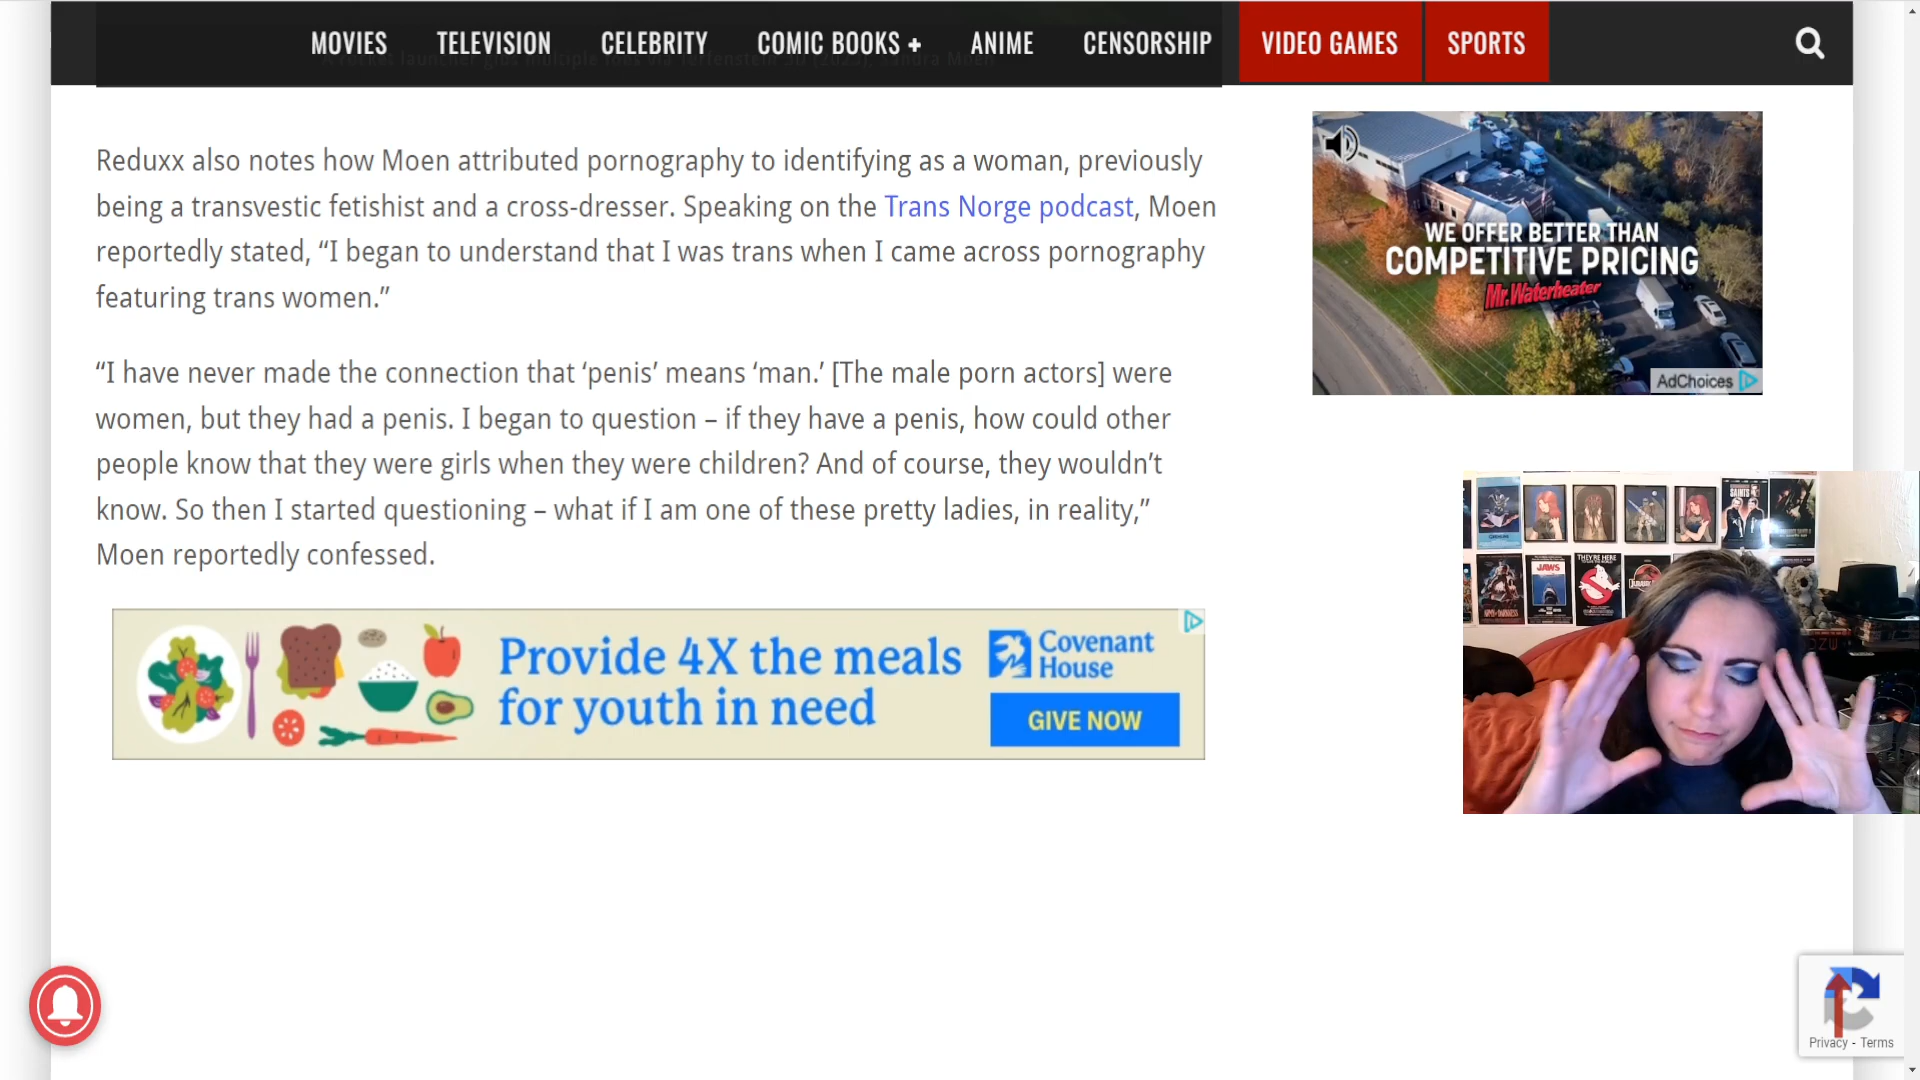 MOVIES TELEVISION CELEBRITY COMIC BOOKS + ANIME CENSORSHIP VIDEO GAMES SPORTS
Reduxx also notes how Moen attributed pornography to identifying as a woman, previously
being a transvestic fetishist and a cross-dresser. Speaking on the Trans Norge podcast, Moen
reportedly stated, “I began to understand that I was trans when I came across pornography
featuring trans women.”
“I have never made the connection that ‘penis’ means ‘man.’ [The male porn actors] were
women, but they had a penis. I began to question – if they have a penis, how could other
people know that they were girls when they were children? And of course, they wouldn’t
know. So then I started questioning – what if I am one of these pretty ladies, in reality,”
Moen reportedly confessed.
Provide 4X the meals
for youth in need
Covenant
House
GIVE NOW
WE OFFER BETTER THAN
COMPETITIVE PRICING
Mr. Waterheater
AdChoices
SAINTS
GREMLINS
THEY'RE HERE
JAWS
Privacy - Terms